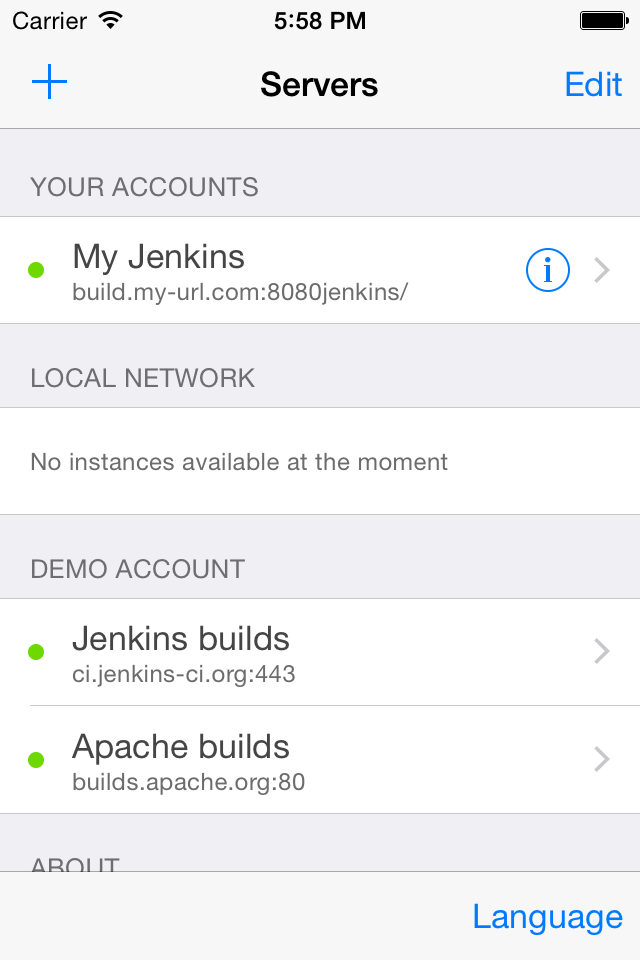 Carrier 5:58 PM
Servers Edit
YOUR ACCOUNTS
My Jenkins
build.my-url.com:8080jenkins/
LOCAL NETWORK
No instances available at the moment
DEMO ACCOUNT
Jenkins builds
ci.jenkins-ci.org:443
Apache builds
builds.apache.org:80
ABOUT
Language